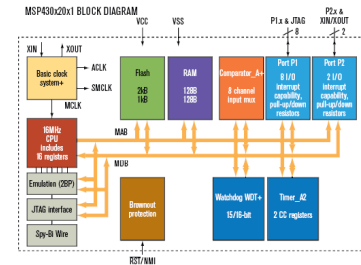 MSP430x20x1 BLOCK DIAGRAM
VCC
VSS
P1.x & JTAG
8
P2.x &
XIN/XOUT
2
XIN
XOUT
Basic clock
system+
ACLK
SMCLK
MCLK
Flash
2kB
1kB
RAM
128B
128B
Comparator_A+
8 channel
input mux
Port P1
8 I/O
interrupt
capability,
pull-up/down
resistors
Port P2
2 I/O
interrupt
capability,
pull-up/down
resistors
16MHz
CPU
includes
16 registers
MAB
MDB
Emulation (2BP)
JTAG interface
Spy-Bi Wire
Brownout
protection
Watchdog WDT+
15/16-bit
Timer_A2
2 CC registers
RST/NMI